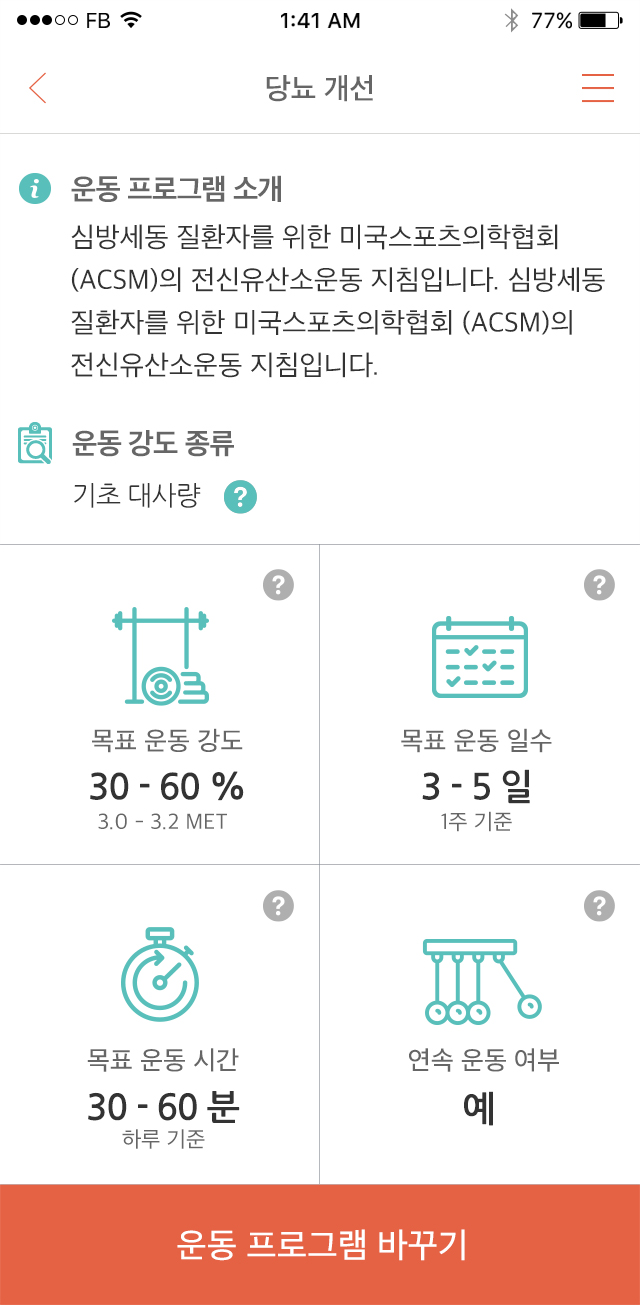 FB 1:41 AM 77%
당뇨 개선
운동 프로그램 소개
심방세동 질환자를 위한 미국스포츠의학협회
(ACSM)의 전신유산소운동 지침입니다. 심방세동
질환자를 위한 미국스포츠의학협회 (ACSM)의
전신유산소운동 지침입니다.
운동 강도 종류
기초 대사량 ?
?
목표 운동 강도
30 - 60 %
3.0 - 3.2 MET
?
목표 운동 일수
3 - 5 일
1주 기준
?
목표 운동 시간
30 - 60 분
하루 기준
?
연속 운동 여부
예
운동 프로그램 바꾸기